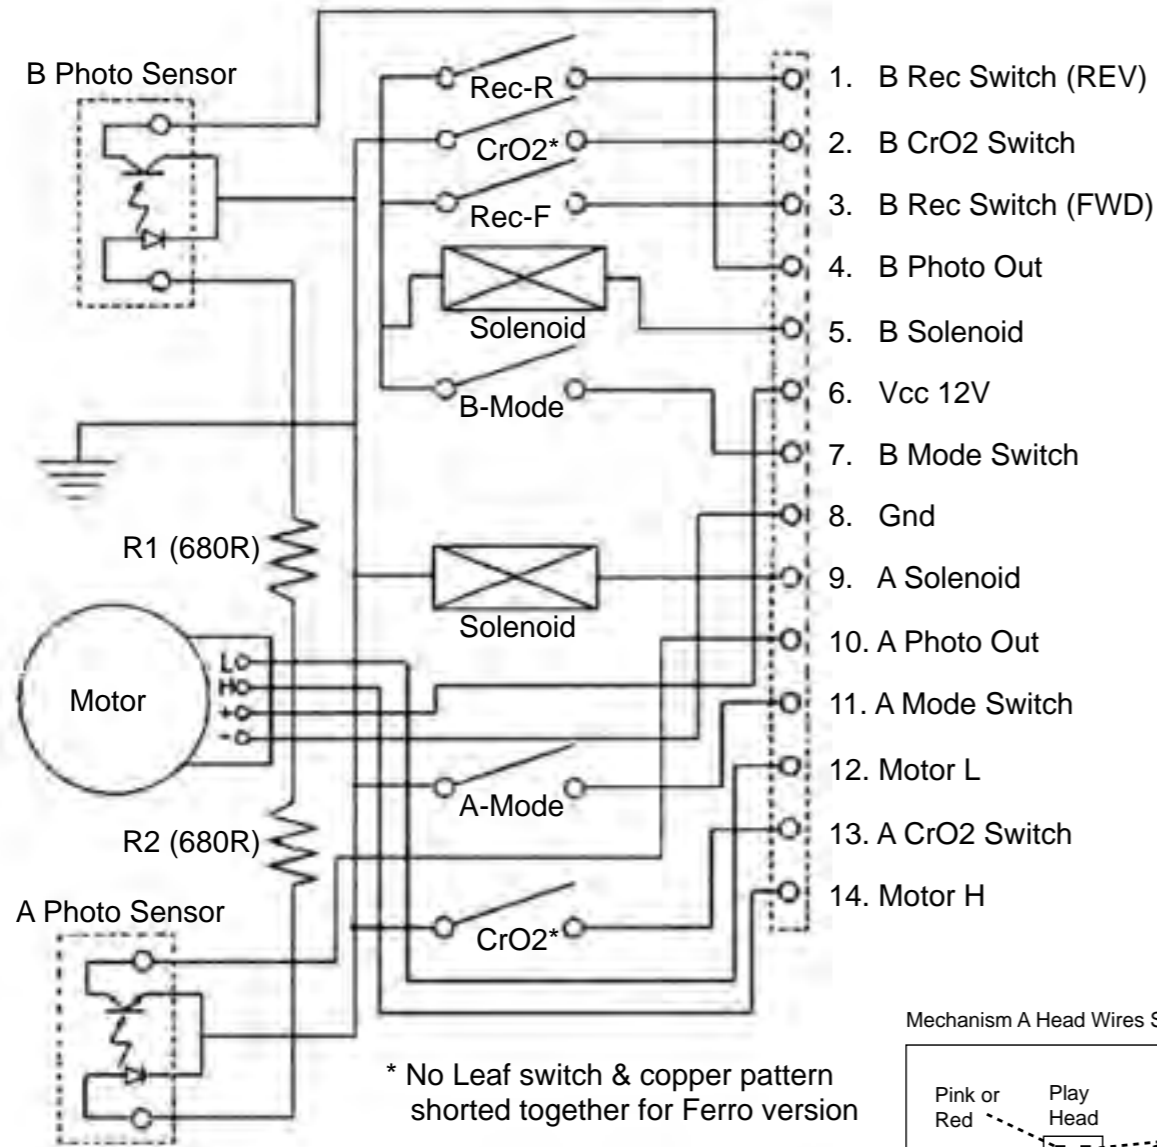 B Photo Sensor
Rec-R
CrO2*
Rec-F
Solenoid
B-Mode
1. B Rec Switch (REV)
2. B CrO2 Switch
3. B Rec Switch (FWD)
4. B Photo Out
5. B Solenoid
6. Vcc 12V
7. B Mode Switch
8. Gnd
9. A Solenoid
10. A Photo Out
11. A Mode Switch
12. Motor L
13. A CrO2 Switch
14. Motor H
R1 (680R)
Solenoid
Motor
L
H
+
-
A-Mode
R2 (680R)
A Photo Sensor
CrO2*
* No Leaf switch & copper pattern
shorted together for Ferro version
Mechanism A Head Wires
Pink or
Red
Play
Head